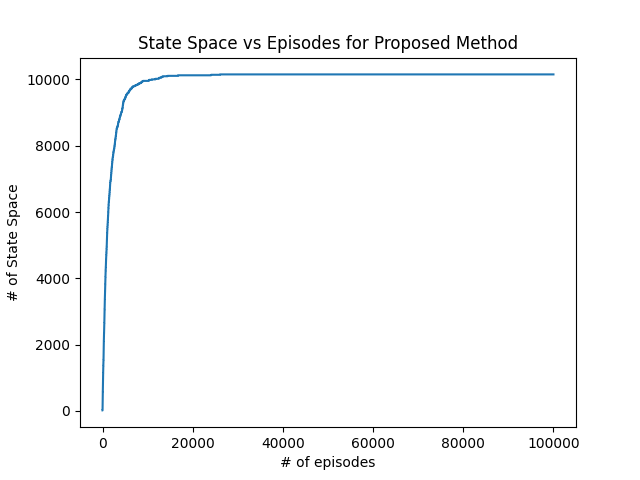 State Space vs Episodes for Proposed Method
10000
8000
6000
4000
2000
0
# of State Space
0 20000 40000 60000 80000 100000
# of episodes